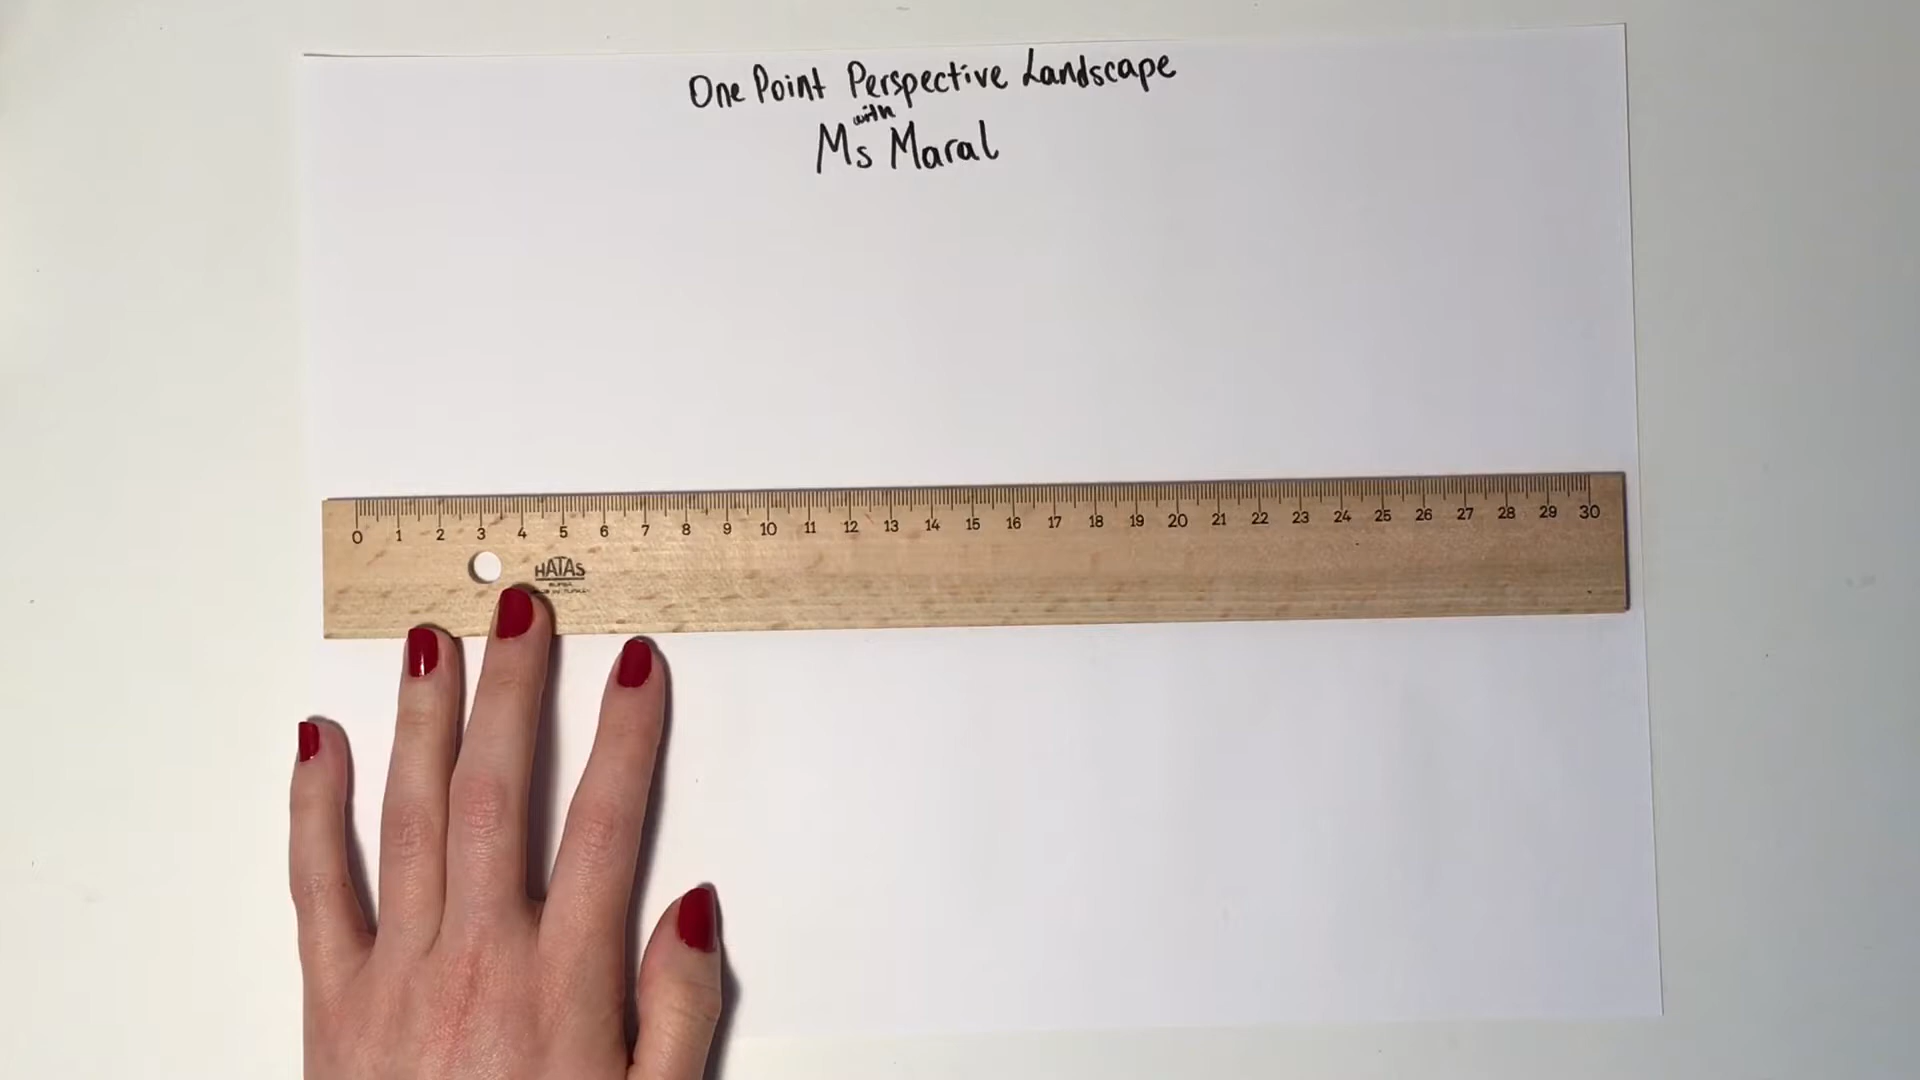 One Point Perspective Landscape
with
Ms Maral
0 1 2 3 4 5 6 7 8 9 10 11 12 13 14 15 16 17 18 19 20 21 22 23 24 25 26 27 28 29 30
HATAS